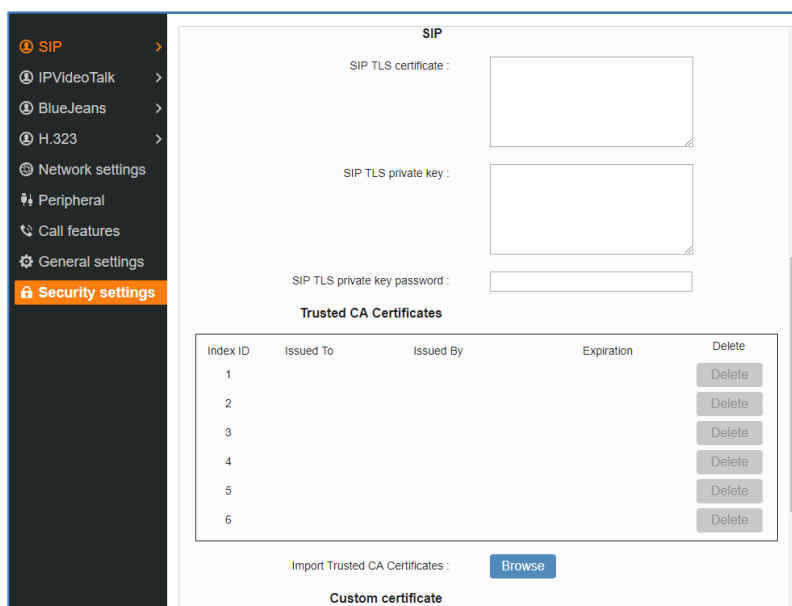 SIP
IPVideoTalk
BlueJeans
H.323
Network settings
Peripheral
Call features
General settings
Security settings
SIP
SIP TLS certificate :
SIP TLS private key :
SIP TLS private key password :
Trusted CA Certificates
Index ID Issued To Issued By Expiration Delete
1 Delete
2 Delete
3 Delete
4 Delete
5 Delete
6 Delete
Import Trusted CA Certificates : Browse
Custom certificate